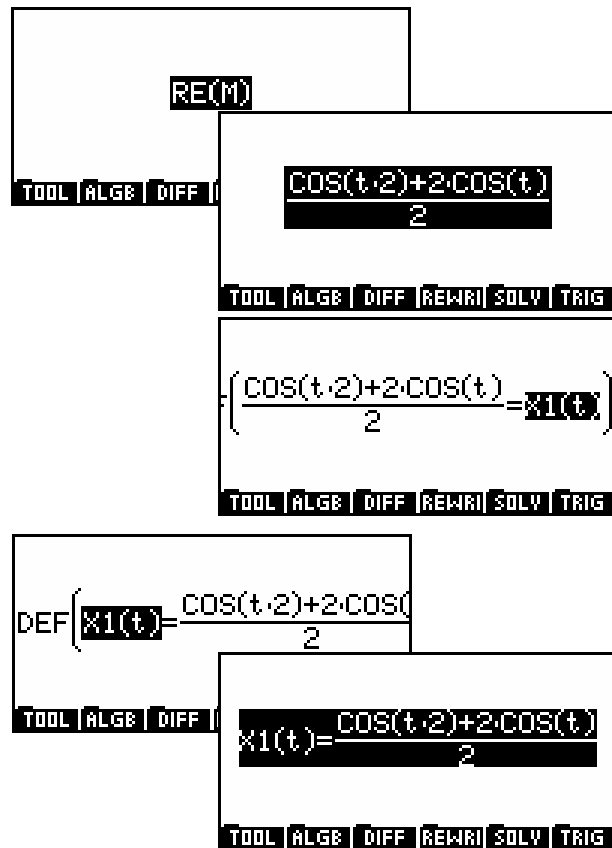 RE(M)
TOOL ALGB DIFF
COS(t·2)+2·COS(t)
2
TOOL ALGB DIFF REWRI SOLV TRIG
(COS(t·2)+2·COS(t)
2
=X1(t))
TOOL ALGB DIFF REWRI SOLV TRIG
DEF(X1(t)=COS(t·2)+2·COS(
2
TOOL ALGB DIFF
X1(t)=COS(t·2)+2·COS(t)
2
TOOL ALGB DIFF REWRI SOLV TRIG